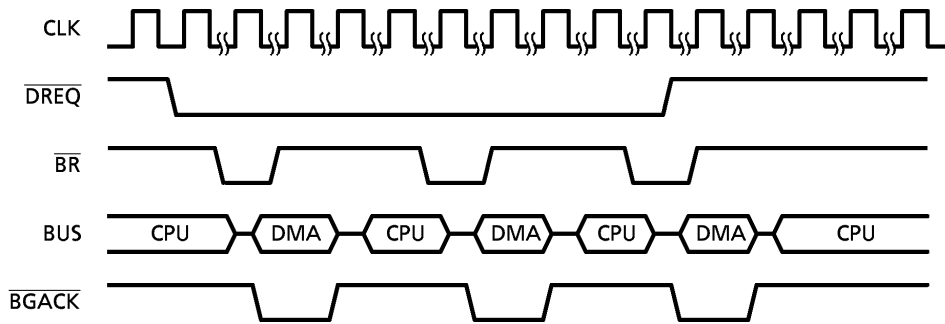 CLK
DREQ
BR
BUS CPU DMA CPU DMA CPU DMA CPU
BGACK